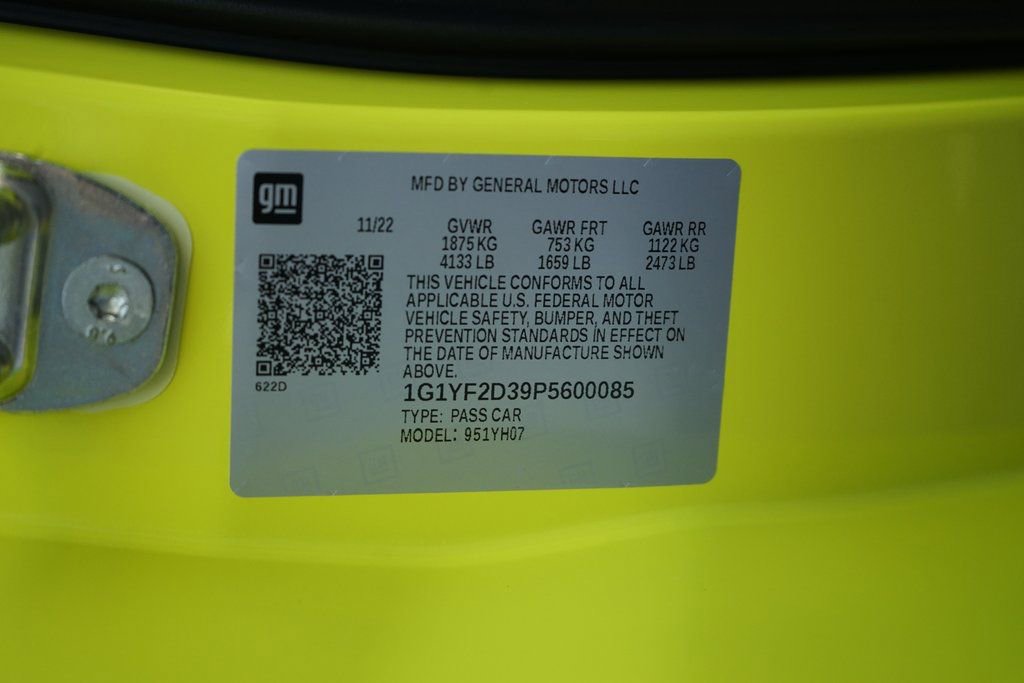 gm
MFD BY GENERAL MOTORS LLC
11/22 GVWR GAWR FRT GAWR RR
1875 KG 753 KG 1122 KG
4133 LB 1659 LB 2473 LB
THIS VEHICLE CONFORMS TO ALL
APPLICABLE U.S. FEDERAL MOTOR
VEHICLE SAFETY, BUMPER, AND THEFT
PREVENTION STANDARDS IN EFFECT ON
THE DATE OF MANUFACTURE SHOWN
ABOVE.
622D
1G1YF2D39P5600085
TYPE: PASS CAR
MODEL: 951YH07